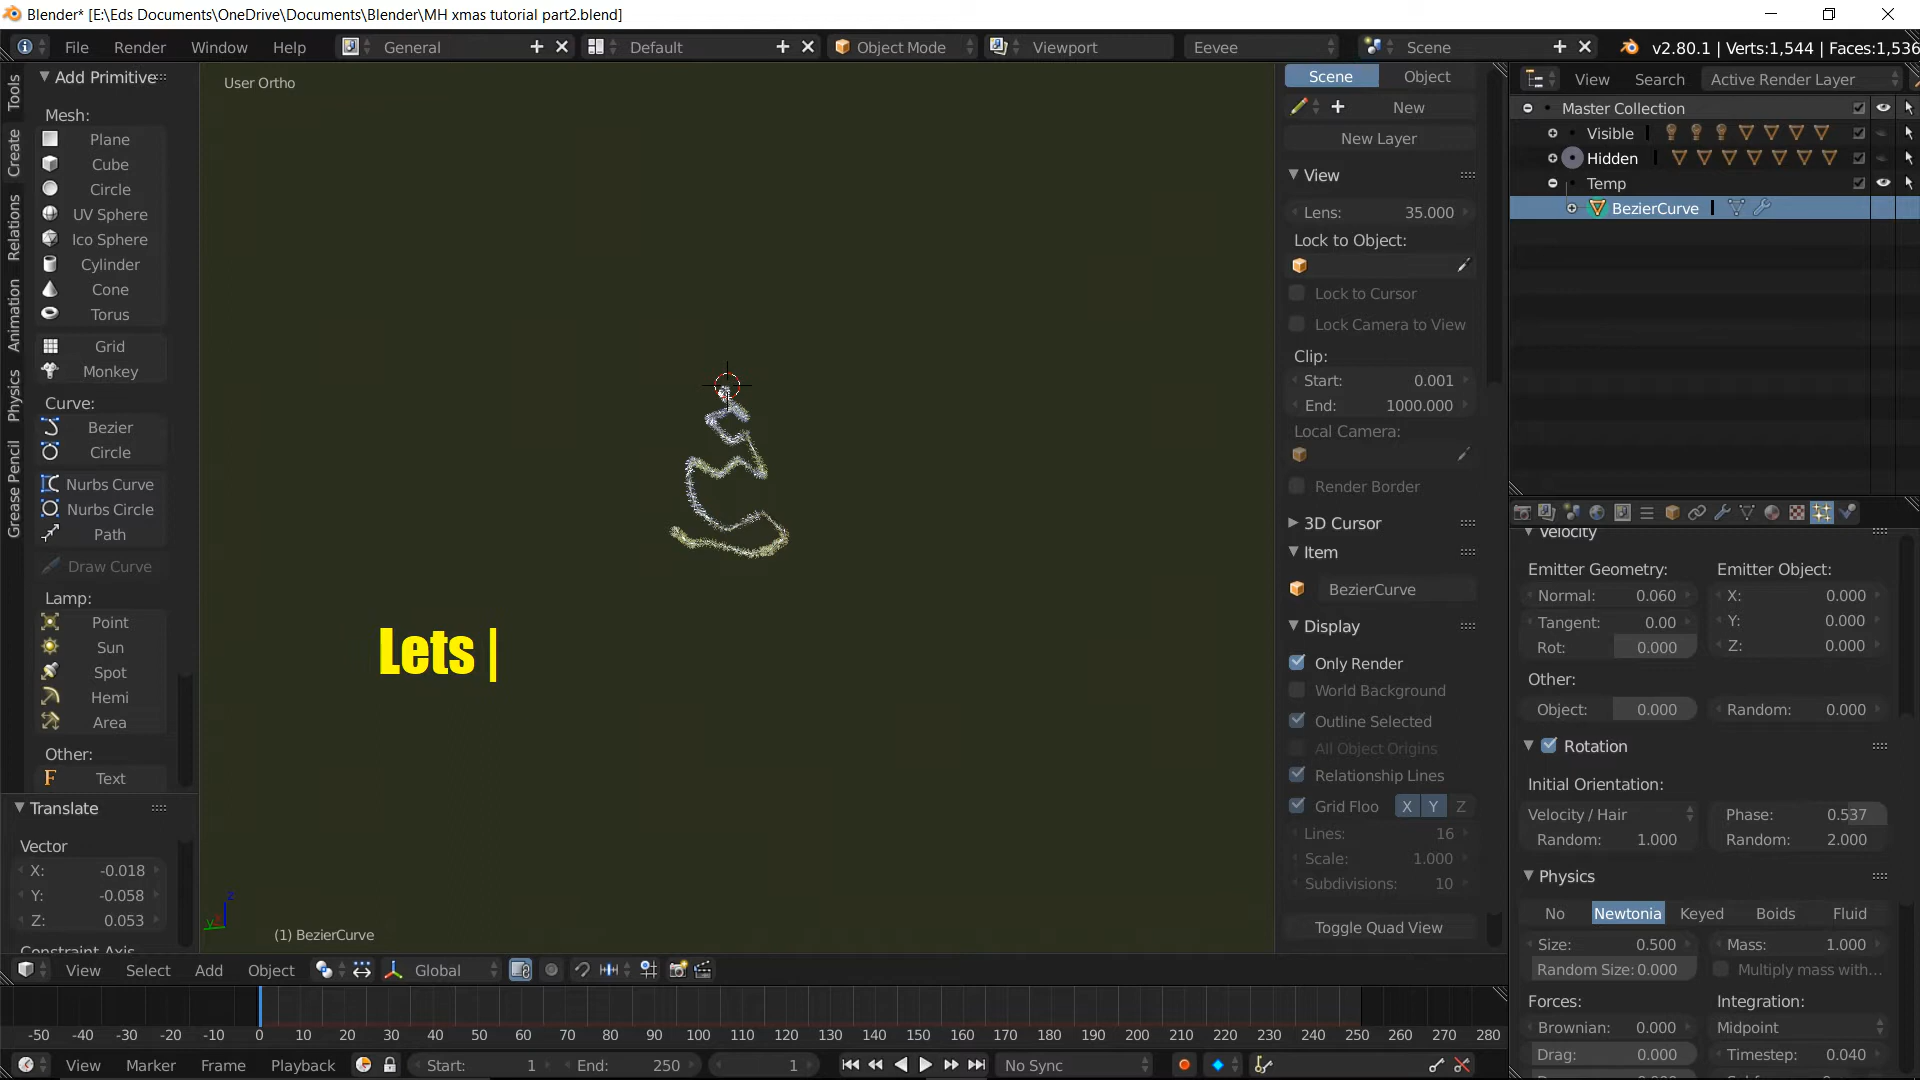 Blender* [E:\Eds Documents\OneDrive\Documents\Blender\MH xmas tutorial part2.blend]
File Render Window Help General Default Object Mode Viewport Eevee Scene v2.80.1 | Verts:1,544 | Faces:1,536
Tools
Create
Relations
Animation
Physics
Grease Pencil
Add Primitive
Mesh:
Plane
Cube
Circle
UV Sphere
Ico Sphere
Cylinder
Cone
Torus
Grid
Monkey
Curve:
Bezier
Circle
Nurbs Curve
Nurbs Circle
Path
Draw Curve
Lamp:
Point
Sun
Spot
Hemi
Area
Other:
Text
Translate
Vector
X: -0.018
Y: -0.058
Z: 0.053
Constraint Axis
User Ortho
Lets |
z
y
(1) BezierCurve
Scene Object
New
New Layer
View
Lens: 35.000
Lock to Object:
Lock to Cursor
Lock Camera to View
Clip:
Start: 0.001
End: 1000.000
Local Camera:
Render Border
3D Cursor
Item
BezierCurve
Display
Only Render
World Background
Outline Selected
All Object Origins
Relationship Lines
Grid Floo X Y Z
Lines: 16
Scale: 1.000
Subdivisions: 10
Toggle Quad View
View Search Active Render Layer
Master Collection
Visible
Hidden
Temp
BezierCurve
Velocity
Emitter Geometry: Emitter Object:
Normal: 0.060 X: 0.000
Tangent: 0.00 Y: 0.000
Rot: 0.000 Z: 0.000
Other:
Object: 0.000 Random: 0.000
Rotation
Initial Orientation:
Velocity / Hair Phase: 0.537
Random: 1.000 Random: 2.000
Physics
No Newtonia Keyed Boids Fluid
Size: 0.500 Mass: 1.000
Random Size: 0.000 Multiply mass with...
Forces: Integration:
Brownian: 0.000 Midpoint
Drag: 0.000 Timestep: 0.040
View Select Add Object Global
-50 -40 -30 -20 -10 0 10 20 30 40 50 60 70 80 90 100 110 120 130 140 150 160 170 180 190 200 210 220 230 240 250 260 270 280
View Marker Frame Playback Start: 1 End: 250 1 No Sync